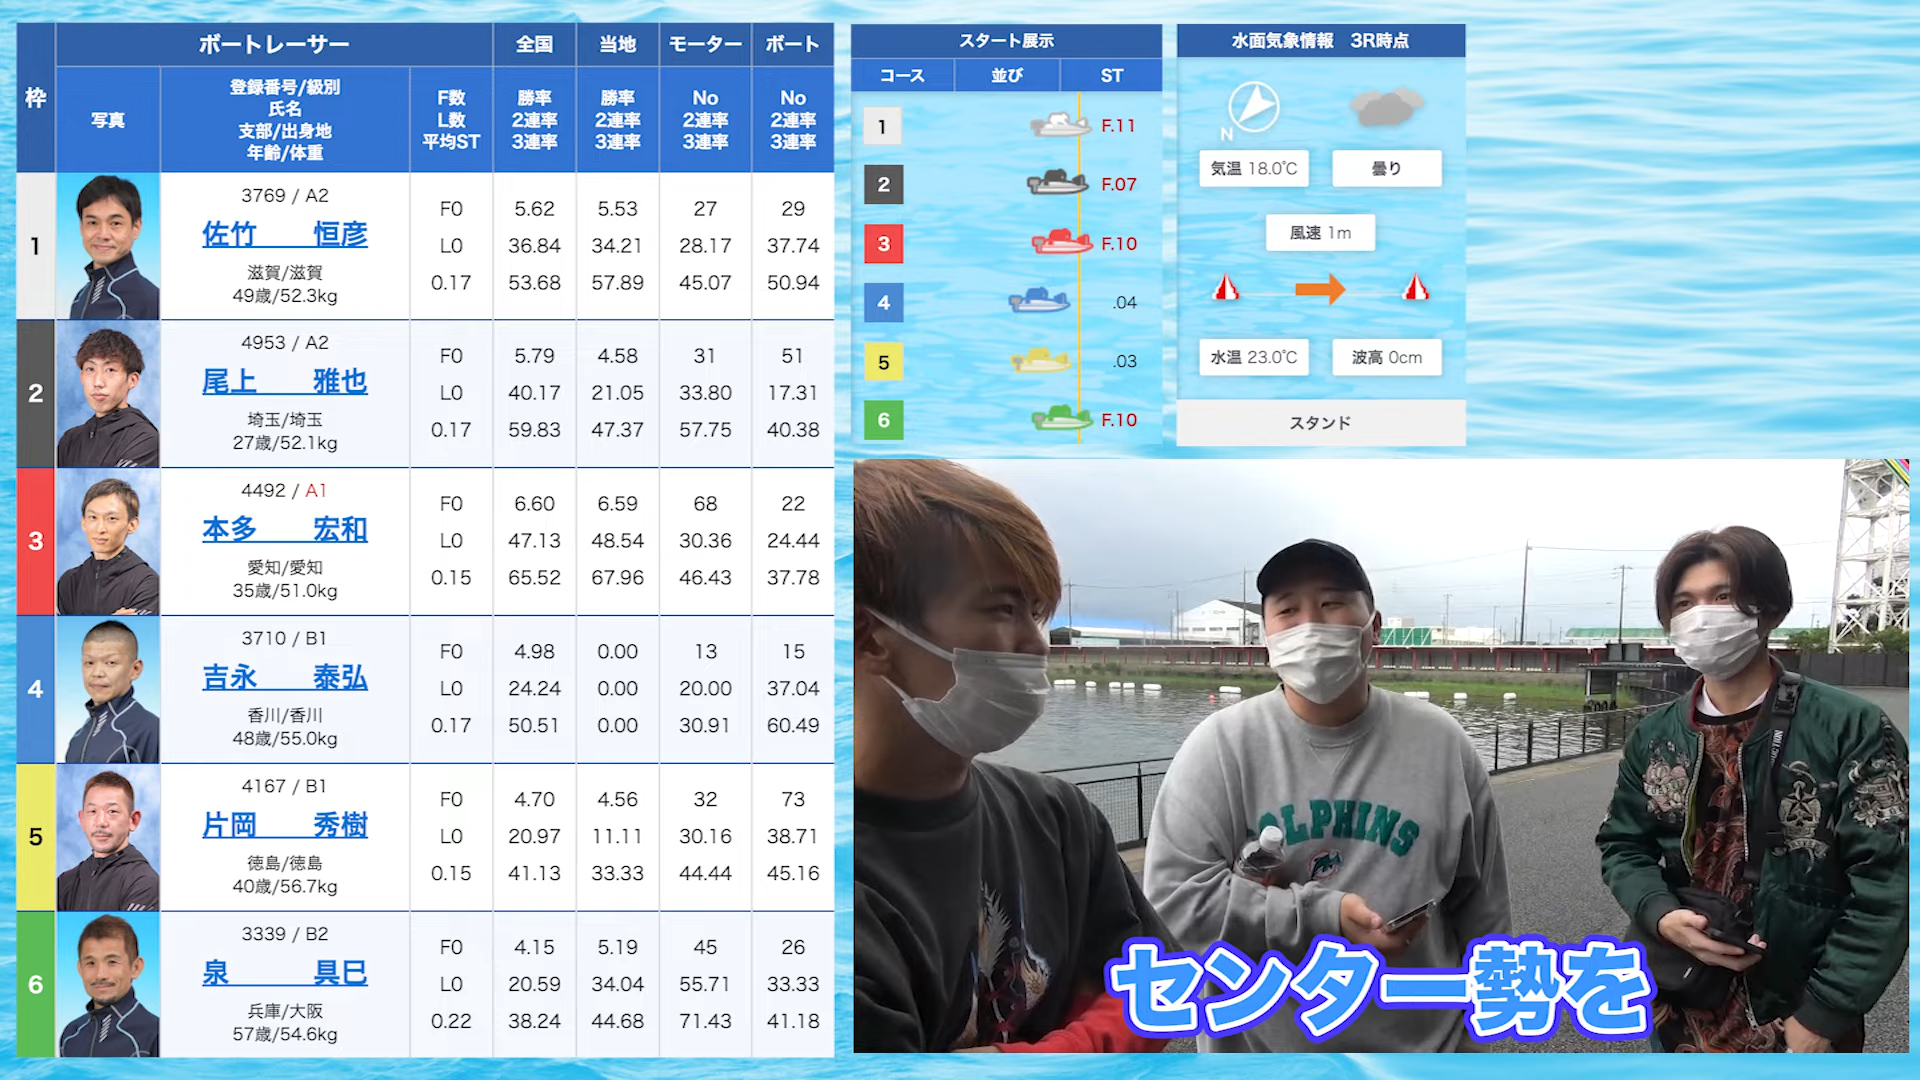 枠
ボートレーサー 全国 当地 モーター ボート
写真
登録番号/級別
氏名
支部/出身地
年齢/体重
F数
L数
平均ST
勝率
2連率
3連率
勝率
2連率
3連率
No
2連率
3連率
No
2連率
3連率
1
3769 / A2
佐竹 恒彦
滋賀/滋賀
49歳/52.3kg
F0 5.62 5.53 27 29
L0 36.84 34.21 28.17 37.74
0.17 53.68 57.89 45.07 50.94
2
4953 / A2
尾上 雅也
埼玉/埼玉
27歳/52.1kg
F0 5.79 4.58 31 51
L0 40.17 21.05 33.80 17.31
0.17 59.83 47.37 57.75 40.38
3
4492 / A1
本多 宏和
愛知/愛知
35歳/51.0kg
F0 6.60 6.59 68 22
L0 47.13 48.54 30.36 24.44
0.15 65.52 67.96 46.43 37.78
4
3710 / B1
吉永 泰弘
香川/香川
48歳/55.0kg
F0 4.98 0.00 13 15
L0 24.24 0.00 20.00 37.04
0.17 50.51 0.00 30.91 60.49
5
4167 / B1
片岡 秀樹
徳島/徳島
40歳/56.7kg
F0 4.70 4.56 32 73
L0 20.97 11.11 30.16 38.71
0.15 41.13 33.33 44.44 45.16
6
3339 / B2
泉 具巳
兵庫/大阪
57歳/54.6kg
F0 4.15 5.19 45 26
L0 20.59 34.04 55.71 33.33
0.22 38.24 44.68 71.43 41.18
スタート展示
コース 並び ST
1 F.11
2 F.07
3 F.10
4 .04
5 .03
6 F.10
水面気象情報 3R時点
N
気温 18.0℃ 曇り
風速 1m
水温 23.0℃ 波高 0cm
スタンド
DOLPHINS
センター勢を